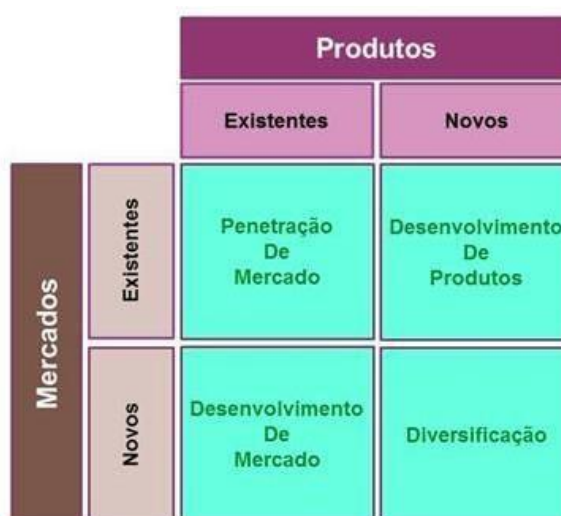 Produtos
Existentes
Novos
Mercados
Existentes
Penetração
De
Mercado
Desenvolvimento
De
Produtos
Novos
Desenvolvimento
De
Mercado
Diversificação